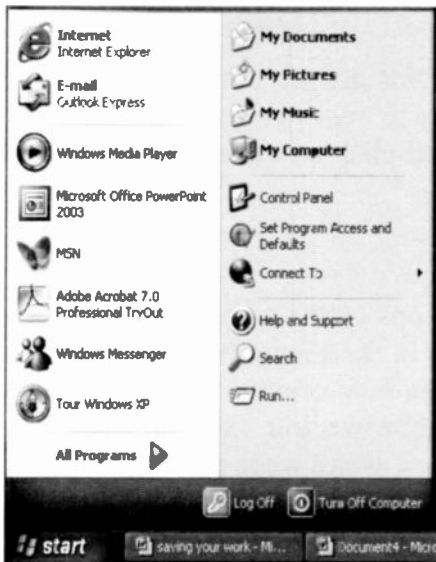 Internet
Internet Explorer
E-mail
Outlook Express
Windows Media Player
Microsoft Office PowerPoint
2003
MSN
Adobe Acrobat 7.0
Professional TryOut
Windows Messenger
Tour Windows XP
All Programs
My Documents
My Pictures
My Music
My Computer
Control Panel
Set Program Access and
Defaults
Connect To
Help and Support
Search
Run...
Log Off
Turn Off Computer
start
saving your work - Mi...
Document4 - Micro